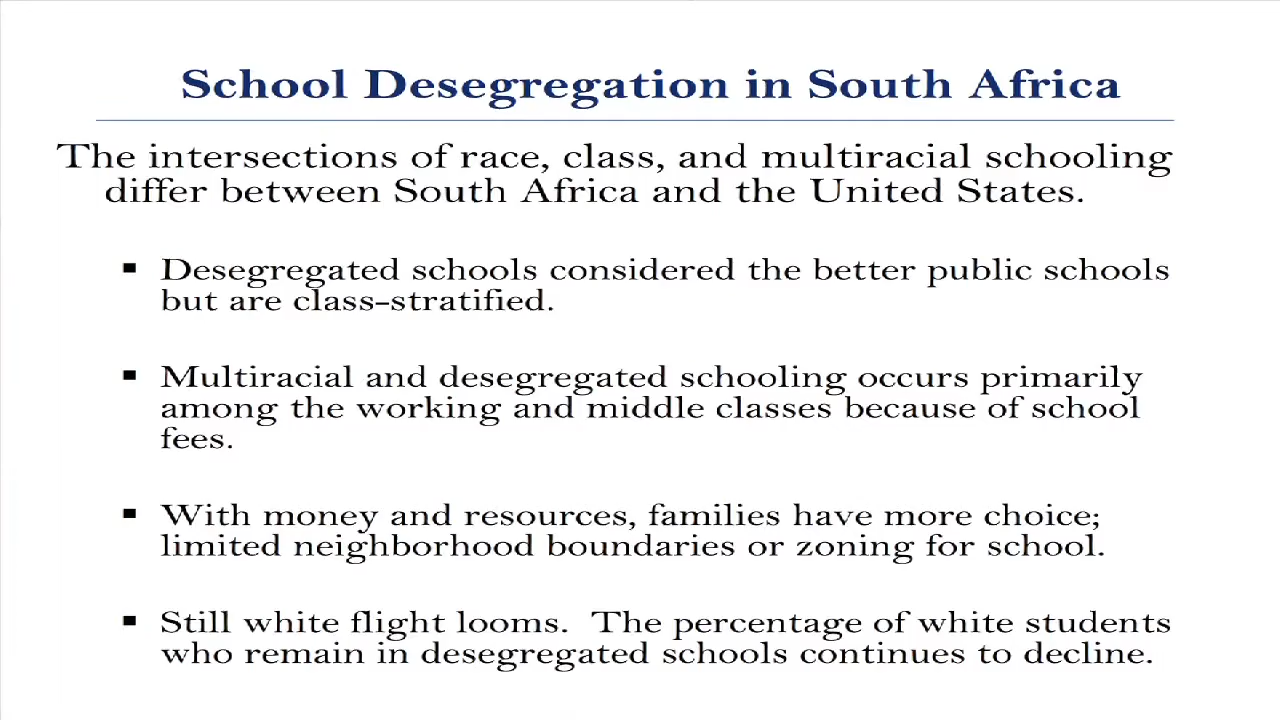 School Desegregation in South Africa
The intersections of race, class, and multiracial schooling
differ between South Africa and the United States.
▪ Desegregated schools considered the better public schools
but are class-stratified.
▪ Multiracial and desegregated schooling occurs primarily
among the working and middle classes because of school
fees.
▪ With money and resources, families have more choice;
limited neighborhood boundaries or zoning for school.
▪ Still white flight looms.  The percentage of white students
who remain in desegregated schools continues to decline.